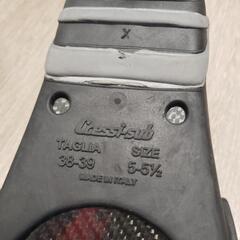 X
Cressi-sub
TAGLIA SIZE
38-39 5-5½
MADE IN ITALY